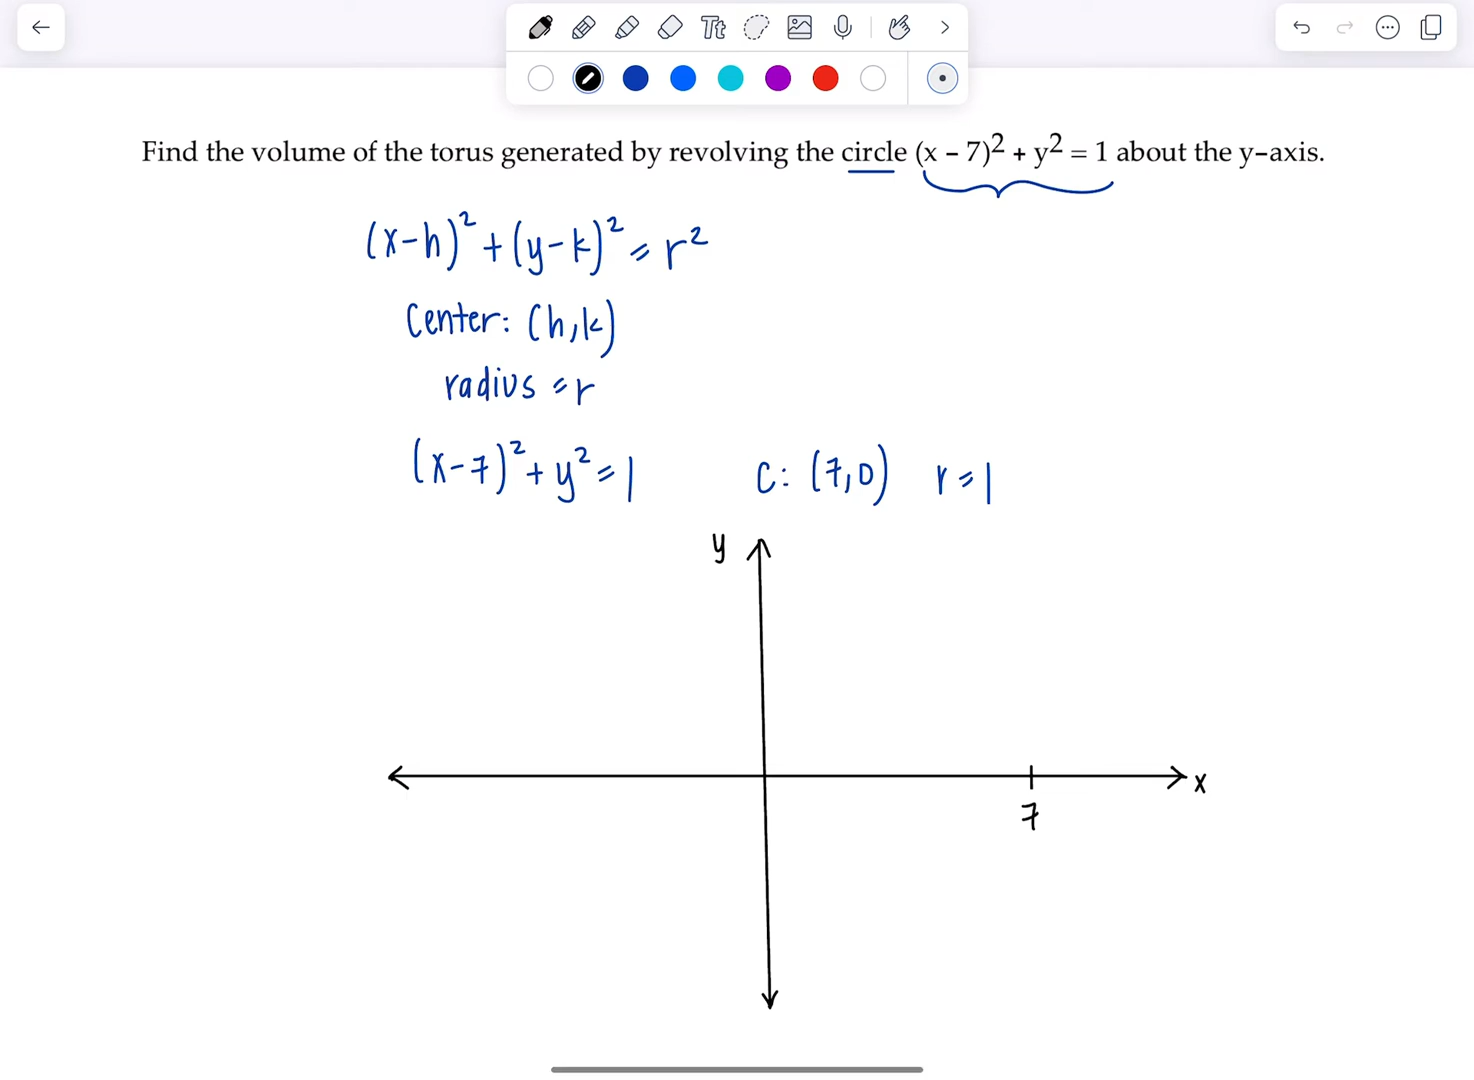 Tt
Find the volume of the torus generated by revolving the circle (x – 7)² + y² = 1 about the y-axis.
(x-h)² + (y-k)² = r²
Center: (h,k)
radius = r
(x-7)² + y² = 1 C: (7,0) r = 1
y
x
7